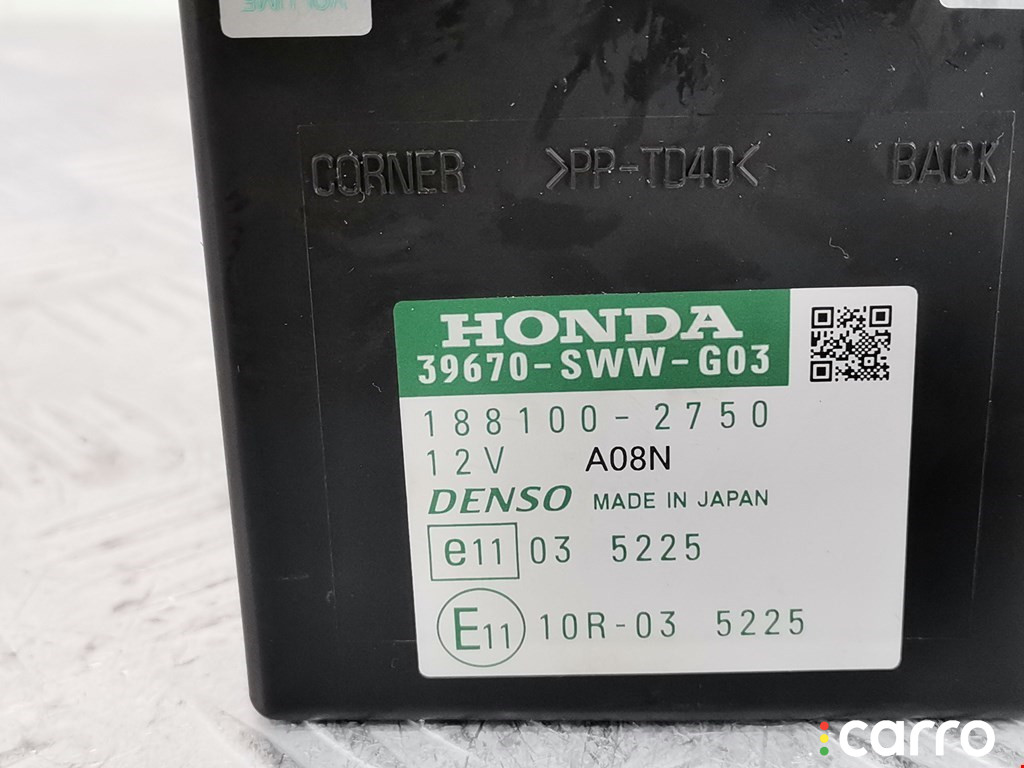 VOLUME
CORNER >PP-TD40< BACK
HONDA
39670-SWW-G03
188100-2750
12V A08N
DENSO MADE IN JAPAN
e11 03 5225
E11 10R-03 5225
carro